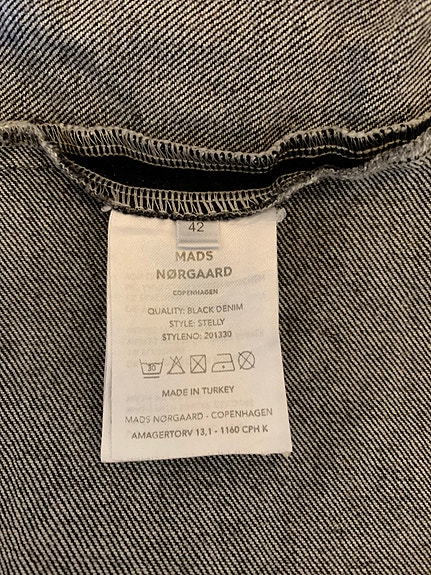 42
MADS
NØRGAARD
COPENHAGEN
QUALITY: BLACK DENIM
STYLE: STELLY
STYLENO: 201330
30
MADE IN TURKEY
MADS NØRGAARD - COPENHAGEN
AMAGERTORV 13,1 - 1160 CPH K